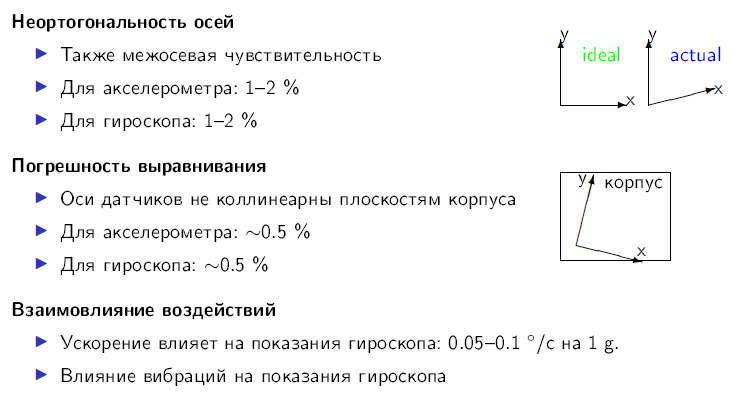 Неортогональность осей
Также межосевая чувствительность
Для акселерометра: 1–2 %
Для гироскопа: 1–2 %
y
ideal
x
y
actual
x
Погрешность выравнивания
Оси датчиков не коллинеарны плоскостям корпуса
Для акселерометра: ~0.5 %
Для гироскопа: ~0.5 %
y
корпус
x
Взаимовлияние воздействий
Ускорение влияет на показания гироскопа: 0.05–0.1 °/с на 1 g.
Влияние вибраций на показания гироскопа